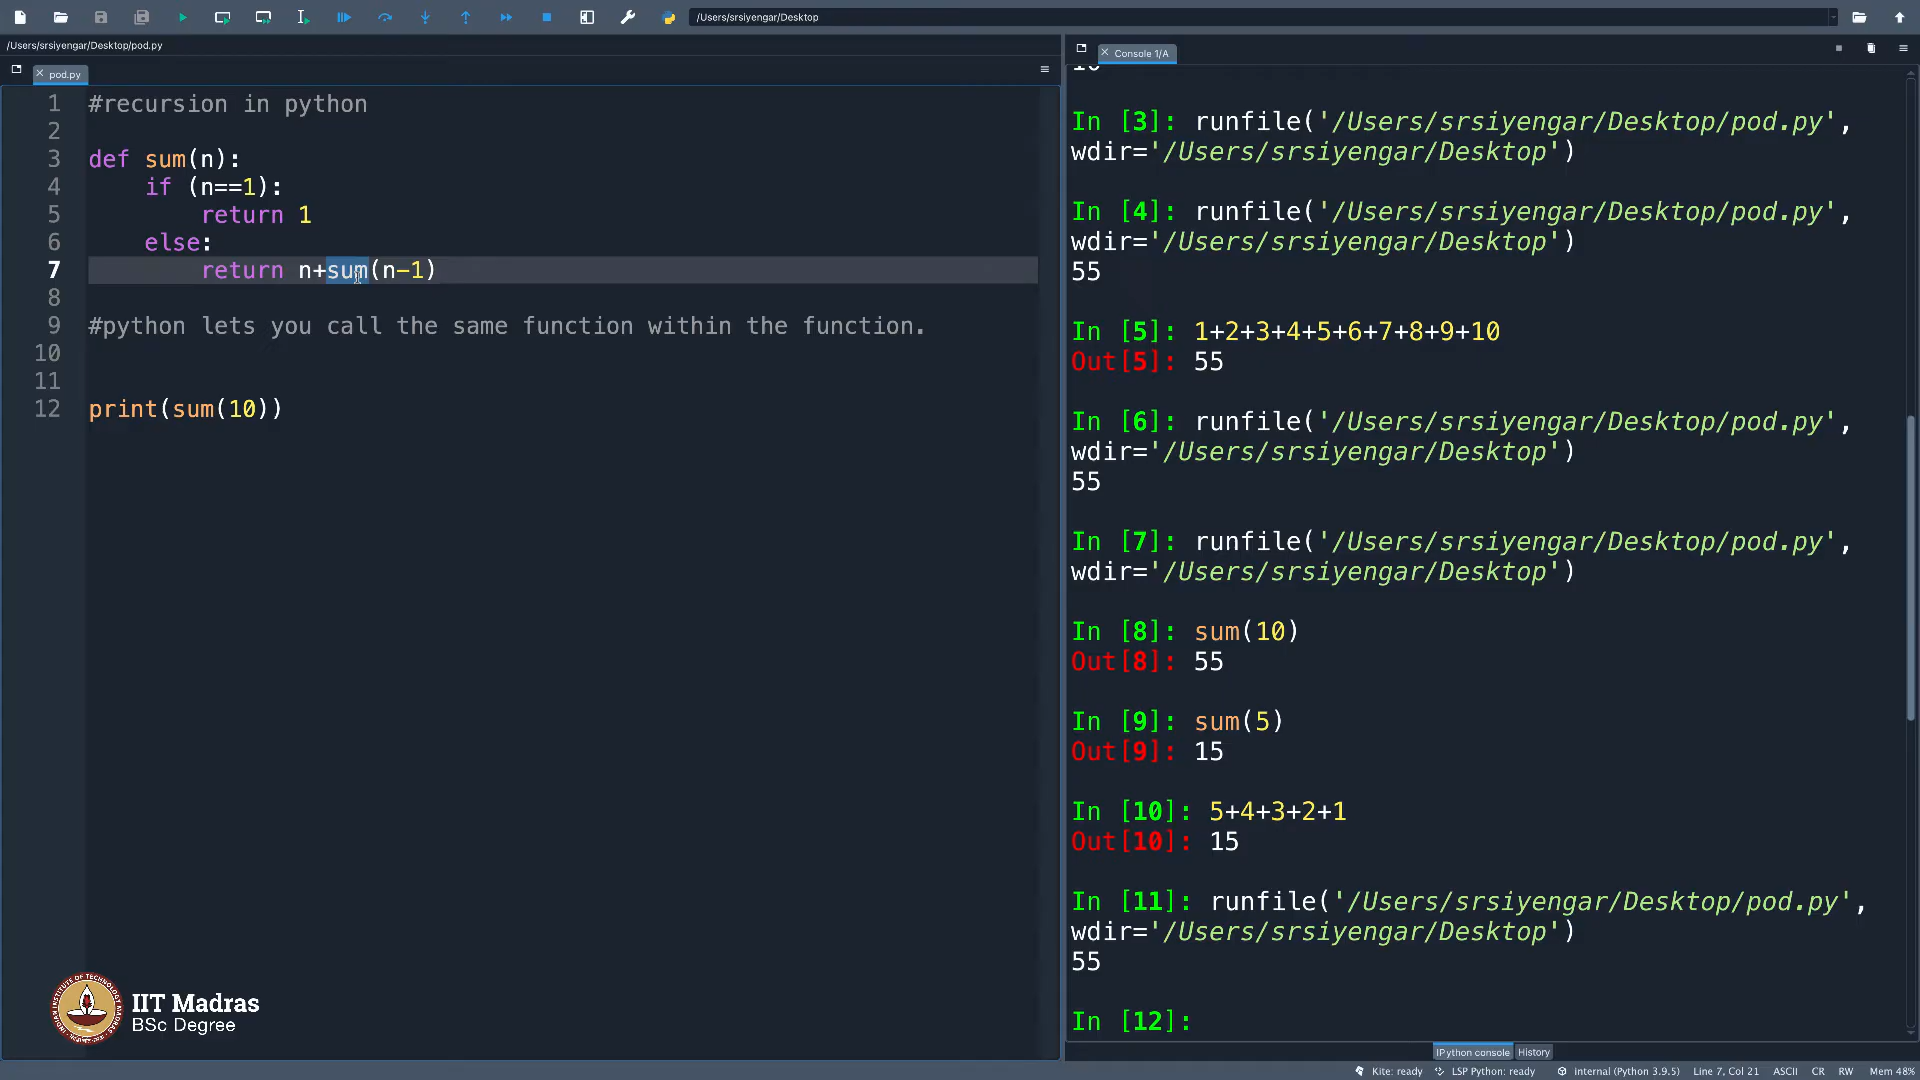 /Users/srsiyengar/Desktop
/Users/srsiyengar/Desktop/pod.py
pod.py
1 #recursion in python
2
3 def sum(n):
4 if (n==1):
5 return 1
6 else:
7 return n+sum(n-1)
8
9 #python lets you call the same function within the function.
10
11
12 print(sum(10))
INDIAN INSTITUTE OF TECHNOLOGY MADRAS
IIT Madras
BSc Degree
Console 1/A
In [3]: runfile('/Users/srsiyengar/Desktop/pod.py',
wdir='/Users/srsiyengar/Desktop')
In [4]: runfile('/Users/srsiyengar/Desktop/pod.py',
wdir='/Users/srsiyengar/Desktop')
55
In [5]: 1+2+3+4+5+6+7+8+9+10
Out[5]: 55
In [6]: runfile('/Users/srsiyengar/Desktop/pod.py',
wdir='/Users/srsiyengar/Desktop')
55
In [7]: runfile('/Users/srsiyengar/Desktop/pod.py',
wdir='/Users/srsiyengar/Desktop')
In [8]: sum(10)
Out[8]: 55
In [9]: sum(5)
Out[9]: 15
In [10]: 5+4+3+2+1
Out[10]: 15
In [11]: runfile('/Users/srsiyengar/Desktop/pod.py',
wdir='/Users/srsiyengar/Desktop')
55
In [12]:
IPython console History
Kite: ready LSP Python: ready internal (Python 3.9.5) Line 7, Col 21 ASCII CR RW Mem 48%